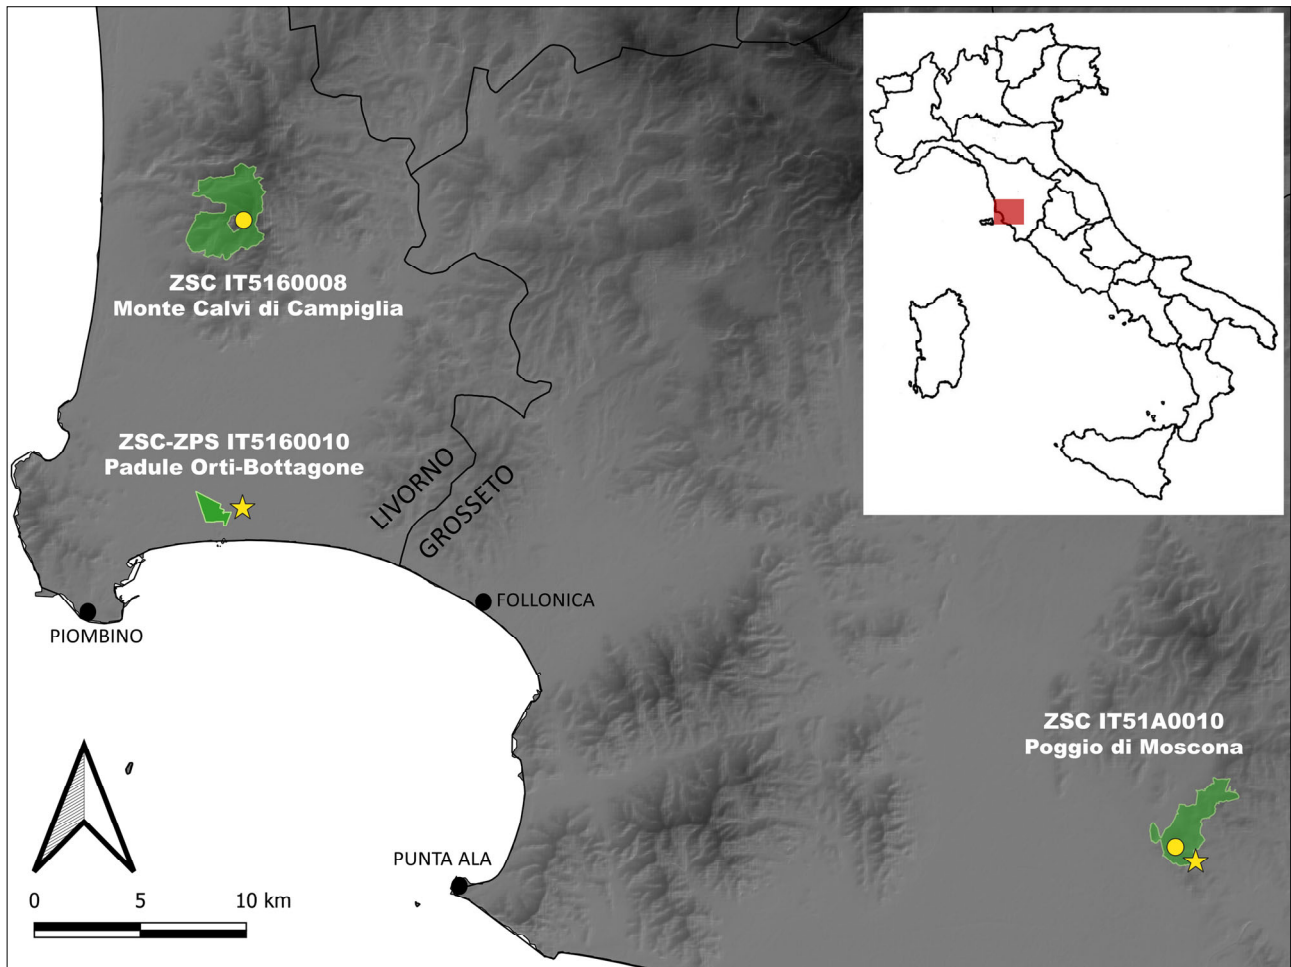 ZSC IT5160008
Monte Calvi di Campiglia
ZSC-ZPS IT5160010
Padule Orti-Bottagone
LIVORNO
GROSSETO
FOLLONICA
PIOMBINO
ZSC IT51A0010
Poggio di Moscona
PUNTA ALA
0 5 10 km